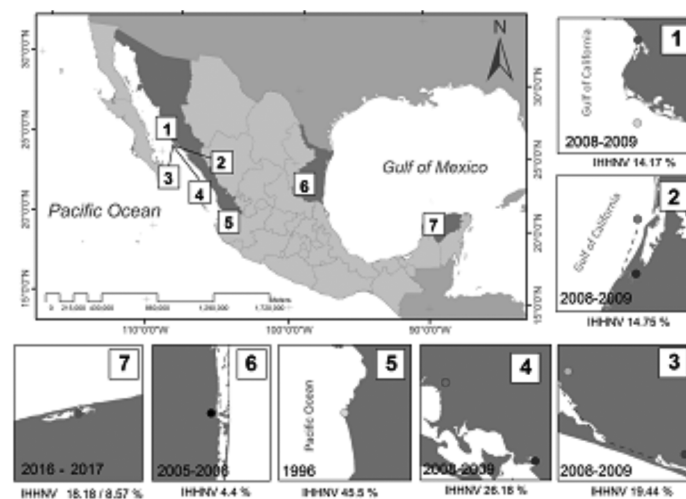 N
30°0'0"N
25°0'0"N
20°0'0"N
15°0'0"N
30°0'0"N
25°0'0"N
20°0'0"N
15°0'0"N
1
2
3
4
5
6
7
Gulf of Mexico
Pacific Ocean
Meters
110°0'0"W
100°0'0"W
90°0'0"W
1
Gulf of California
2008-2009
IHHNV 14.17 %
2
Gulf of California
2008-2009
IHHNV 14.75 %
7
2016 - 2017
IHHNV 18.18 / 8.57 %
6
2005-2006
IHHNV 4.4 %
5
Pacific Ocean
1996
IHHNV 45.5 %
4
2008-2009
IHHNV 26.18 %
3
2008-2009
IHHNV 19.44 %